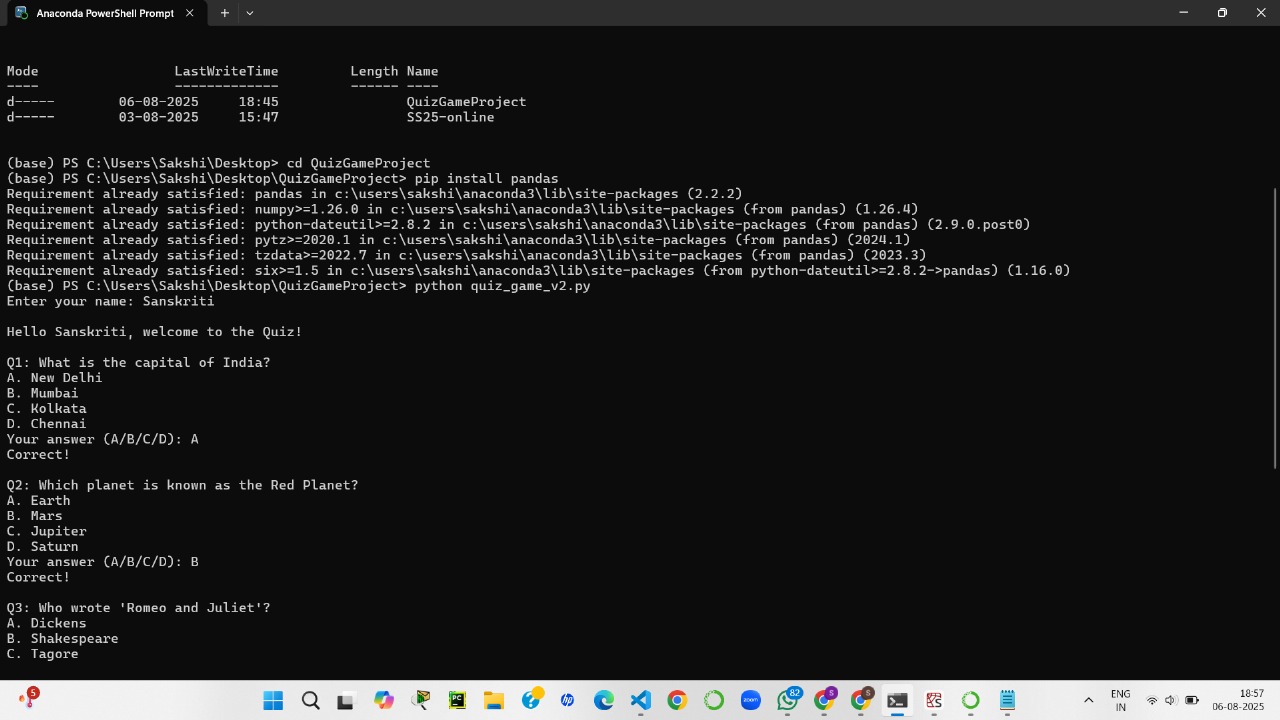 Anaconda PowerShell Prompt
Mode                 LastWriteTime         Length Name
----                 -------------         ------ ----
d-----        06-08-2025     18:45                QuizGameProject
d-----        03-08-2025     15:47                SS25-online
(base) PS C:\Users\Sakshi\Desktop> cd QuizGameProject
(base) PS C:\Users\Sakshi\Desktop\QuizGameProject> pip install pandas
Requirement already satisfied: pandas in c:\users\sakshi\anaconda3\lib\site-packages (2.2.2)
Requirement already satisfied: numpy>=1.26.0 in c:\users\sakshi\anaconda3\lib\site-packages (from pandas) (1.26.4)
Requirement already satisfied: python-dateutil>=2.8.2 in c:\users\sakshi\anaconda3\lib\site-packages (from pandas) (2.9.0.post0)
Requirement already satisfied: pytz>=2020.1 in c:\users\sakshi\anaconda3\lib\site-packages (from pandas) (2024.1)
Requirement already satisfied: tzdata>=2022.7 in c:\users\sakshi\anaconda3\lib\site-packages (from pandas) (2023.3)
Requirement already satisfied: six>=1.5 in c:\users\sakshi\anaconda3\lib\site-packages (from python-dateutil>=2.8.2->pandas) (1.16.0)
(base) PS C:\Users\Sakshi\Desktop\QuizGameProject> python quiz_game_v2.py
Enter your name: Sanskriti
Hello Sanskriti, welcome to the Quiz!
Q1: What is the capital of India?
A. New Delhi
B. Mumbai
C. Kolkata
D. Chennai
Your answer (A/B/C/D): A
Correct!
Q2: Which planet is known as the Red Planet?
A. Earth
B. Mars
C. Jupiter
D. Saturn
Your answer (A/B/C/D): B
Correct!
Q3: Who wrote 'Romeo and Juliet'?
A. Dickens
B. Shakespeare
C. Tagore
5
PC
hp
zoom
82
S
S
ENG
IN
18:57
06-08-2025